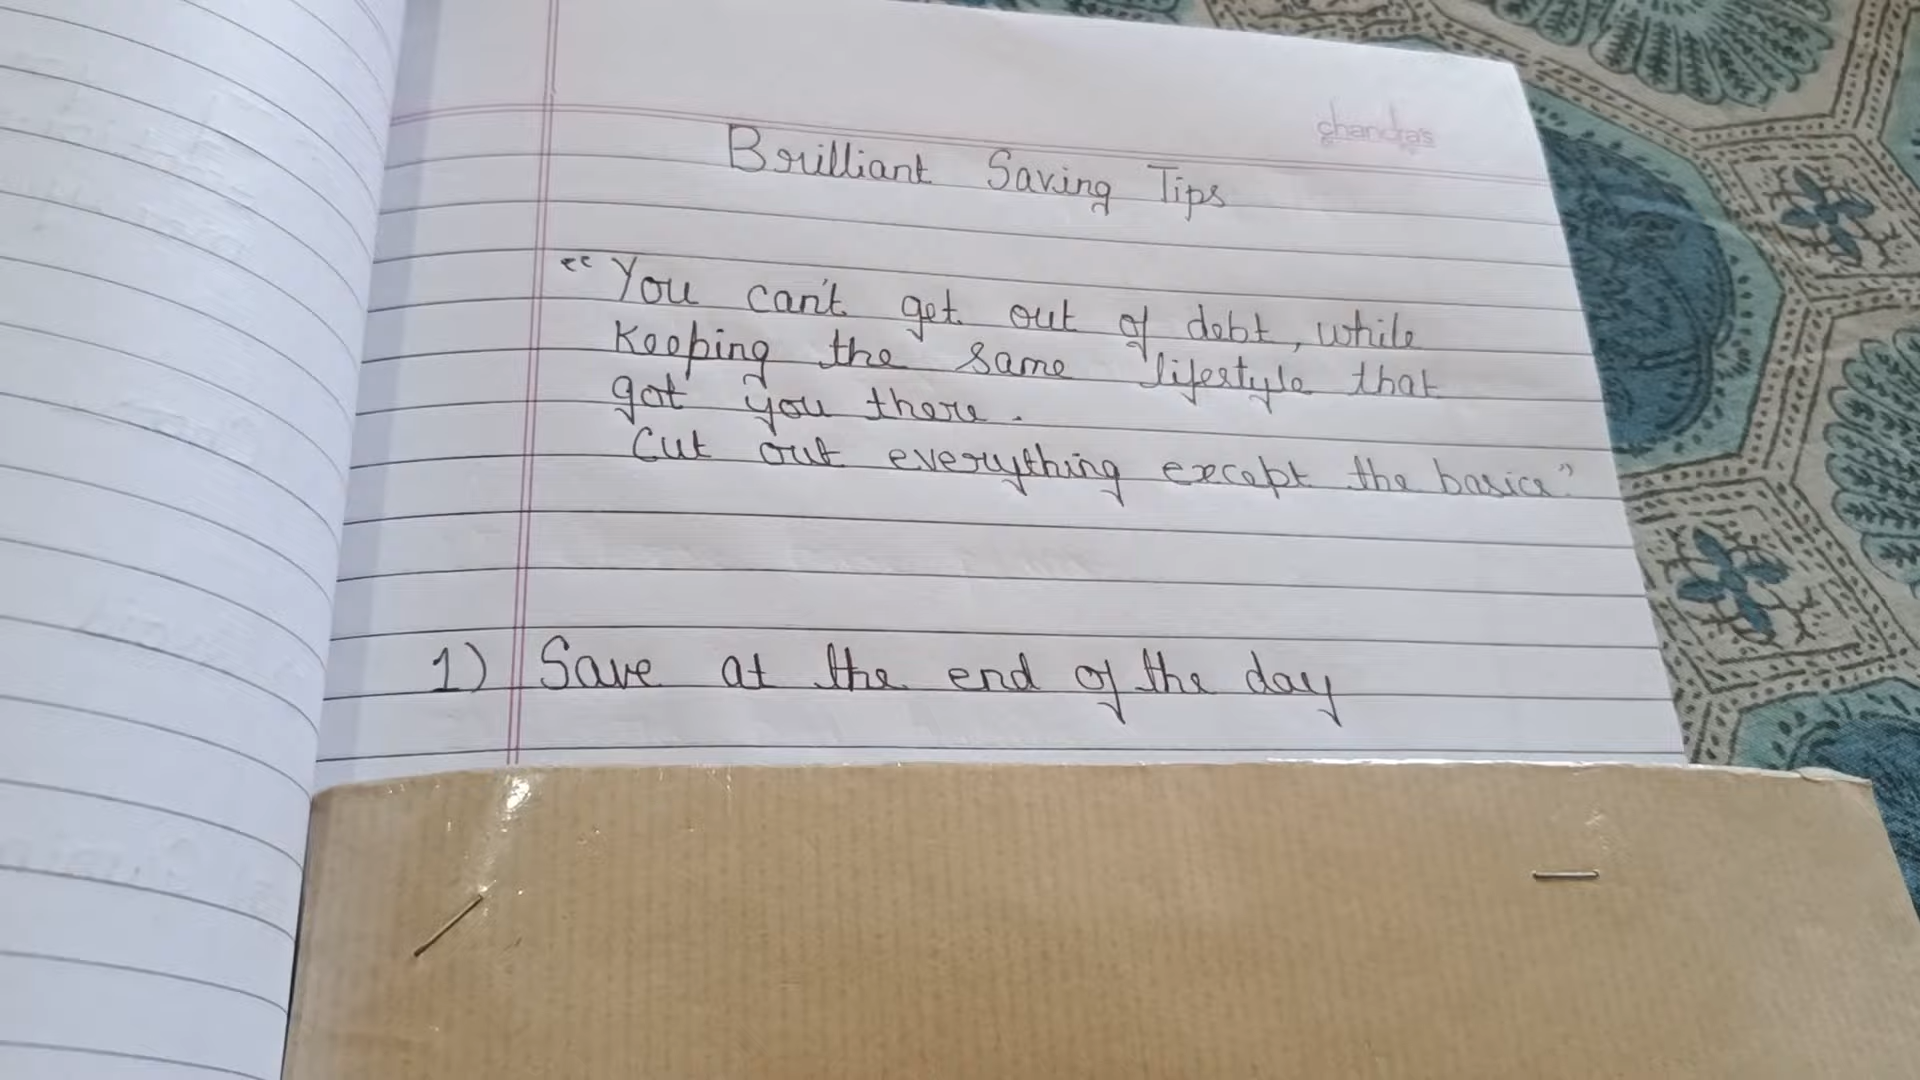 chandra's
Brilliant Saving Tips
“You can't get out of debt, while
Keeping the same lifestyle that
got you there.
Cut out everything except the basics”
1) Save at the end of the day